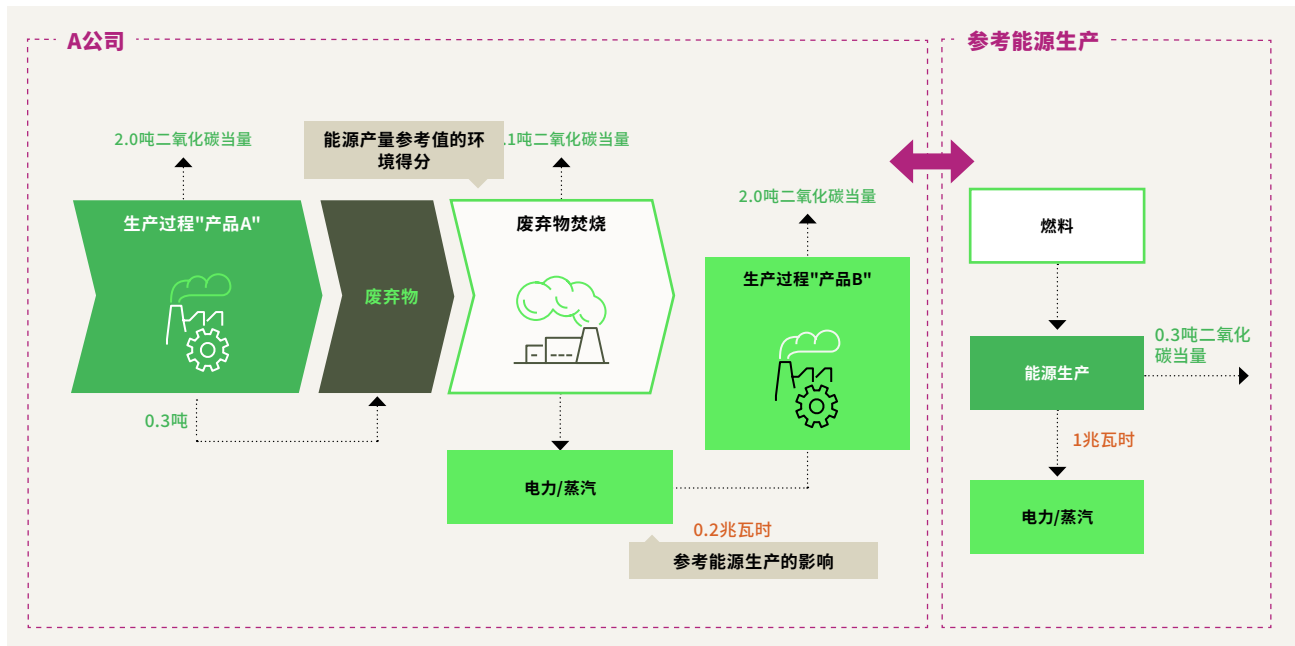 A公司
参考能源生产
2.0吨二氧化碳当量
能源产量参考值的环
境得分
.1吨二氧化碳当量
2.0吨二氧化碳当量
生产过程"产品A"
废弃物
废弃物焚烧
生产过程"产品B"
燃料
0.3吨二氧化
碳当量
能源生产
0.3吨
1兆瓦时
电力/蒸汽
电力/蒸汽
0.2兆瓦时
参考能源生产的影响